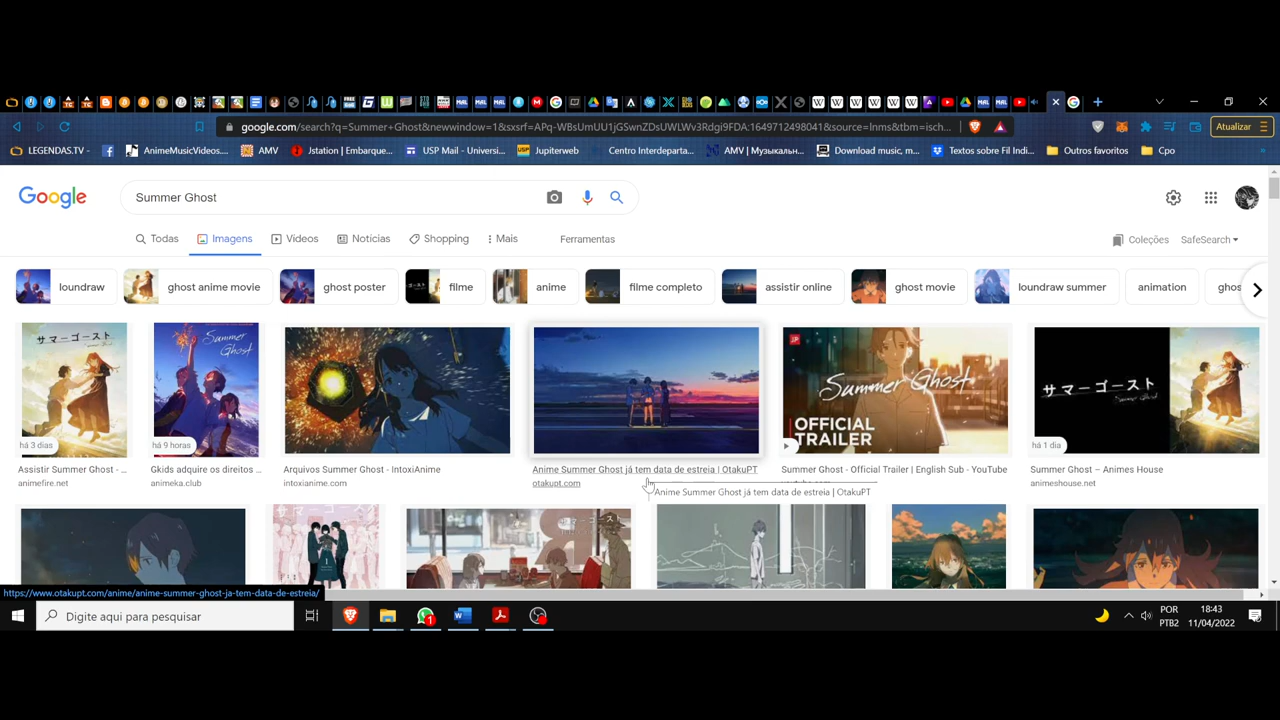 google.com/search?q=Summer+Ghost&newwindow=1&sxsrf=APq-WBsUmUU1jGSwnZDsUWLWv3Rdgi9FDA:1649712498041&source=lnms&tbm=isch...
Atualizar
LEGENDAS.TV - AnimeMusicVideos.... AMV Jstation | Embarque... USP Mail - Universi... Jupiterweb Centro Interdeparta... AMV | Музыкальн... Download music, m... Textos sobre Fil Indi... Outros favoritos Cpo
Google
Summer Ghost
Todas Imagens Vídeos Notícias Shopping Mais Ferramentas
Coleções SafeSearch
loundraw ghost anime movie ghost poster filme anime filme completo assistir online ghost movie loundraw summer animation ghos
サマーゴースト
Summer Ghost
Summer Ghost
OFFICIAL TRAILER
サマーゴースト
há 3 dias
há 9 horas
há 1 dia
Assistir Summer Ghost - ...
animefire.net
Gkids adquire os direitos ...
animeka.club
Arquivos Summer Ghost - IntoxiAnime
intoxianime.com
Anime Summer Ghost já tem data de estreia | OtakuPT
otakupt.com
Anime Summer Ghost já tem data de estreia | OtakuPT
Summer Ghost - Official Trailer | English Sub - YouTube
Summer Ghost – Animes House
animeshouse.net
https://www.otakupt.com/anime/anime-summer-ghost-ja-tem-data-de-estreia/
Digite aqui para pesquisar
POR
PTB2
18:43
11/04/2022